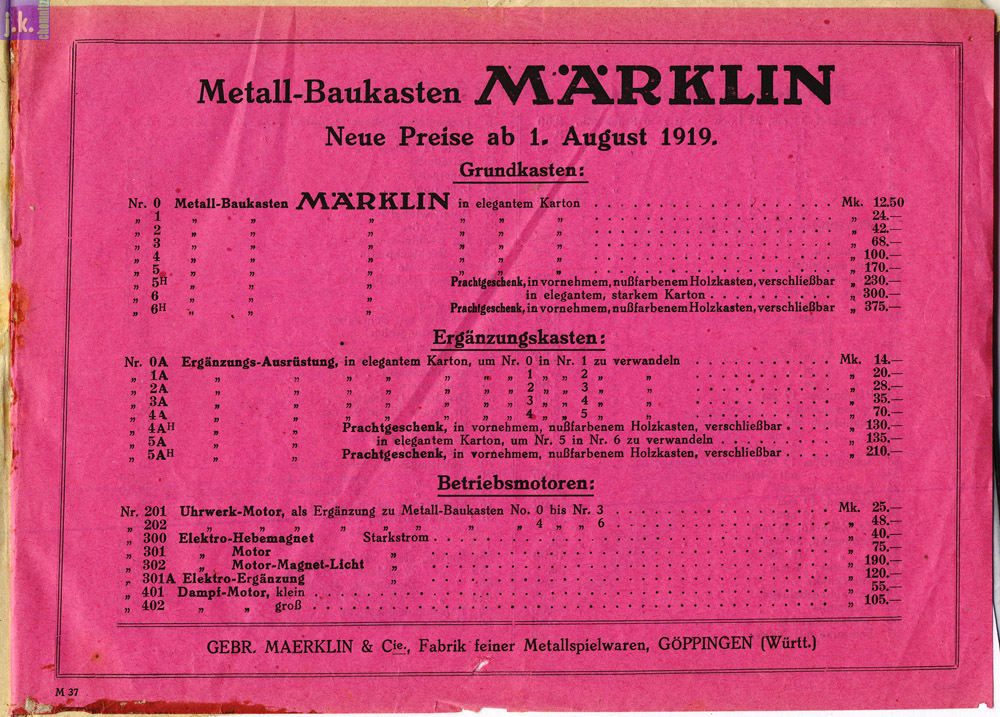 j.k.
chemnitz
Metall-Baukasten MÄRKLIN
Neue Preise ab 1. August 1919.
Grundkasten:
Nr. 0 Metall-Baukasten MÄRKLIN in elegantem Karton . . . . Mk. 12.50
„ 1 „ „ „ „ „ „ . . . . „ 24.—
„ 2 „ „ „ „ „ „ . . . . „ 42.—
„ 3 „ „ „ „ „ „ . . . . „ 68.—
„ 4 „ „ „ „ „ „ . . . . „ 100.—
„ 5 „ „ „ „ „ „ . . . . „ 170.—
„ 5H „ „ „ Prachtgeschenk, in vornehmem, nußfarbenem Holzkasten, verschließbar „ 230.—
„ 6 „ „ „ in elegantem, starkem Karton . . . . „ 300.—
„ 6H „ „ „ Prachtgeschenk, in vornehmem, nußfarbenem Holzkasten, verschließbar „ 375.—
Ergänzungskasten:
Nr. 0A Ergänzungs-Ausrüstung, in elegantem Karton, um Nr. 0 in Nr. 1 zu verwandeln . . . . Mk. 14.—
„ 1A „ „ „ „ „ „ „ 1 „ „ 2 „ „ . . . . „ 20.—
„ 2A „ „ „ „ „ „ „ 2 „ „ 3 „ „ . . . . „ 28.—
„ 3A „ „ „ „ „ „ „ 3 „ „ 4 „ „ . . . . „ 35.—
„ 4A „ „ „ „ „ „ „ 4 „ „ 5 „ „ . . . . „ 70.—
„ 4AH „ „ Prachtgeschenk, in vornehmem, nußfarbenem Holzkasten, verschließbar . . . . „ 130.—
„ 5A „ „ in elegantem Karton, um Nr. 5 in Nr. 6 zu verwandeln . . . . „ 135.—
„ 5AH „ „ Prachtgeschenk, in vornehmem, nußfarbenem Holzkasten, verschließbar . . . . „ 210.—
Betriebsmotoren:
Nr. 201 Uhrwerk-Motor, als Ergänzung zu Metall-Baukasten No. 0 bis Nr. 3 . . . . Mk. 25.—
„ 202 „ „ „ „ „ „ „ „ 4 „ „ 6 . . . . „ 48.—
„ 300 Elektro-Hebemagnet Starkstrom . . . . „ 40.—
„ 301 „ Motor „ . . . . „ 75.—
„ 302 „ Motor-Magnet-Licht „ . . . . „ 190.—
„ 301A Elektro-Ergänzung „ . . . . „ 120.—
„ 401 Dampf-Motor, klein . . . . „ 55.—
„ 402 „ „ groß . . . . „ 105.—
GEBR. MAERKLIN & Cie., Fabrik feiner Metallspielwaren, GÖPPINGEN (Württ.)
M 37